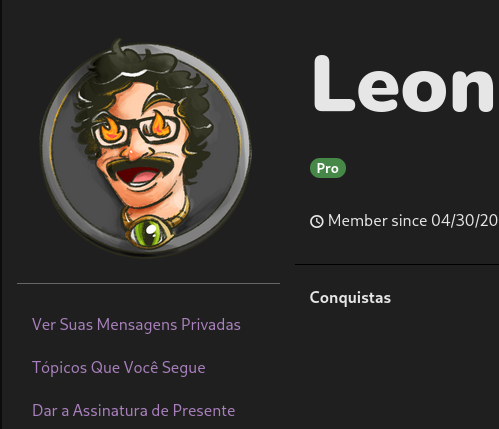 Leon
Pro
Member since 04/30/20
Conquistas
Ver Suas Mensagens Privadas
Tópicos Que Você Segue
Dar a Assinatura de Presente